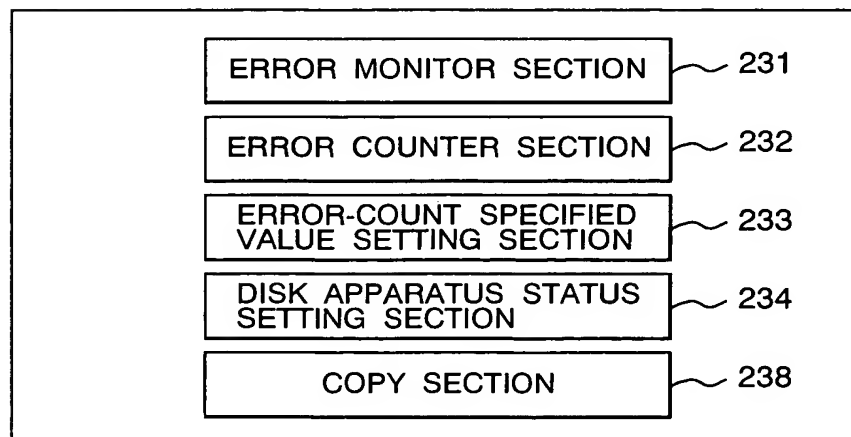 ERROR MONITOR SECTION 231
ERROR COUNTER SECTION 232
ERROR-COUNT SPECIFIED
VALUE SETTING SECTION 233
DISK APPARATUS STATUS
SETTING SECTION 234
COPY SECTION 238